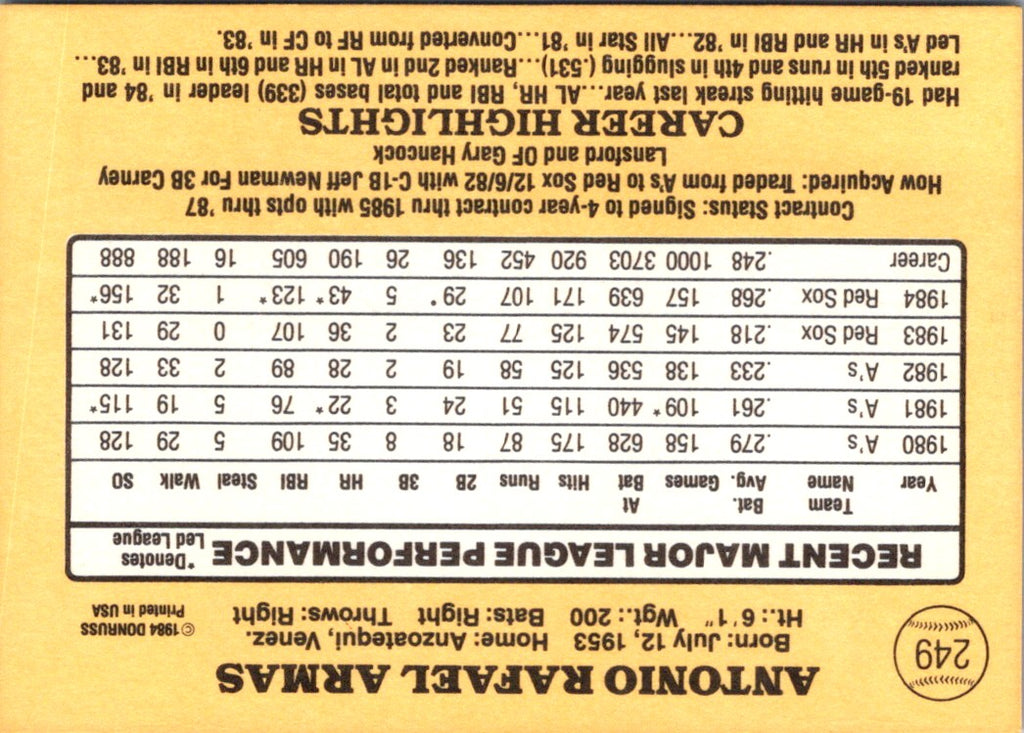 249
ANTONIO RAFAEL ARMAS
Born: July 12, 1953 Home: Anzoatequi, Venez.
Ht.: 6'1" Wgt.: 200 Bats: Right Throws: Right
©1984 DONRUSS
Printed in USA
RECENT MAJOR LEAGUE PERFORMANCE
*Denotes
Led League
Year Team Name Bat. Avg. Games At Bat Hits Runs 2B 3B HR RBI Steal Walk SO
1980 A's .279 158 628 175 87 18 8 35 109 5 29 128
1981 A's .261 109* 440 115 51 24 3 22* 76 5 19 115*
1982 A's .233 138 536 125 58 19 2 28 89 2 33 128
1983 Red Sox .218 145 574 125 77 23 2 36 107 0 29 131
1984 Red Sox .268 157 639 171 107 29 5 43* 123* 1 32 156*
Career .248 1000 3703 920 452 136 26 190 605 16 188 888
Contract Status: Signed to 4-year contract thru 1985 with opts thru '87
How Acquired: Traded from A's to Red Sox 12/6/82 with C-1B Jeff Newman For 3B Carney
Lansford and OF Gary Hancock
CAREER HIGHLIGHTS
Had 19-game hitting streak last year...AL HR, RBI and total bases (339) leader in '84 and
ranked 5th in runs and 4th in slugging (.531)...Ranked 2nd in AL in HR and 6th in RBI in '83...
Led A's in HR and RBI in '82...All Star in '81...Converted from RF to CF in '83.